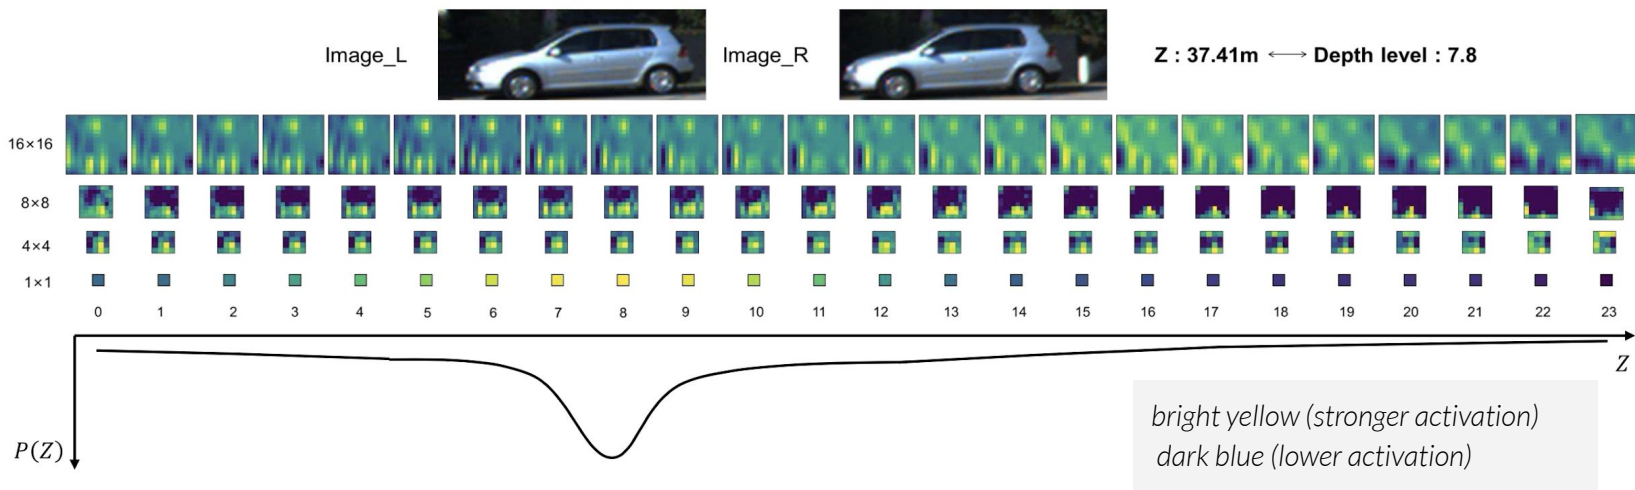 Image_L
Image_R
Z : 37.41m ⟷ Depth level : 7.8
16×16
8×8
4×4
1×1
0 1 2 3 4 5 6 7 8 9 10 11 12 13 14 15 16 17 18 19 20 21 22 23
Z
P(Z)
bright yellow (stronger activation)
dark blue (lower activation)